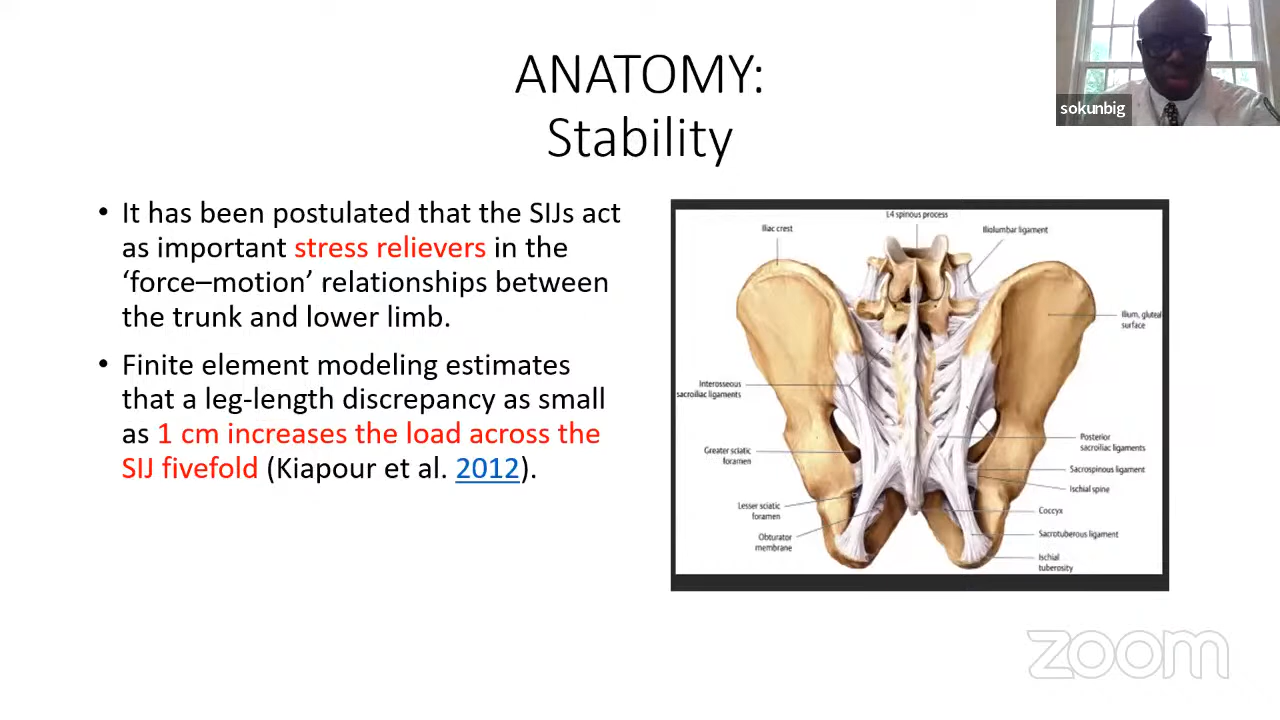 sokunbig
ANATOMY:
Stability
• It has been postulated that the SIJs act
as important stress relievers in the
‘force–motion’ relationships between
the trunk and lower limb.
• Finite element modeling estimates
that a leg-length discrepancy as small
as 1 cm increases the load across the
SIJ fivefold (Kiapour et al. 2012).
L4 spinous process
Iliac crest
Iliolumbar ligament
Ilium, gluteal
surface
Interosseous
sacroiliac ligaments
Greater sciatic
foramen
Posterior
sacroiliac ligaments
Sacrospinous ligament
Ischial spine
Lesser sciatic
foramen
Coccyx
Obturator
membrane
Sacrotuberous ligament
Ischial
tuberosity
zoom